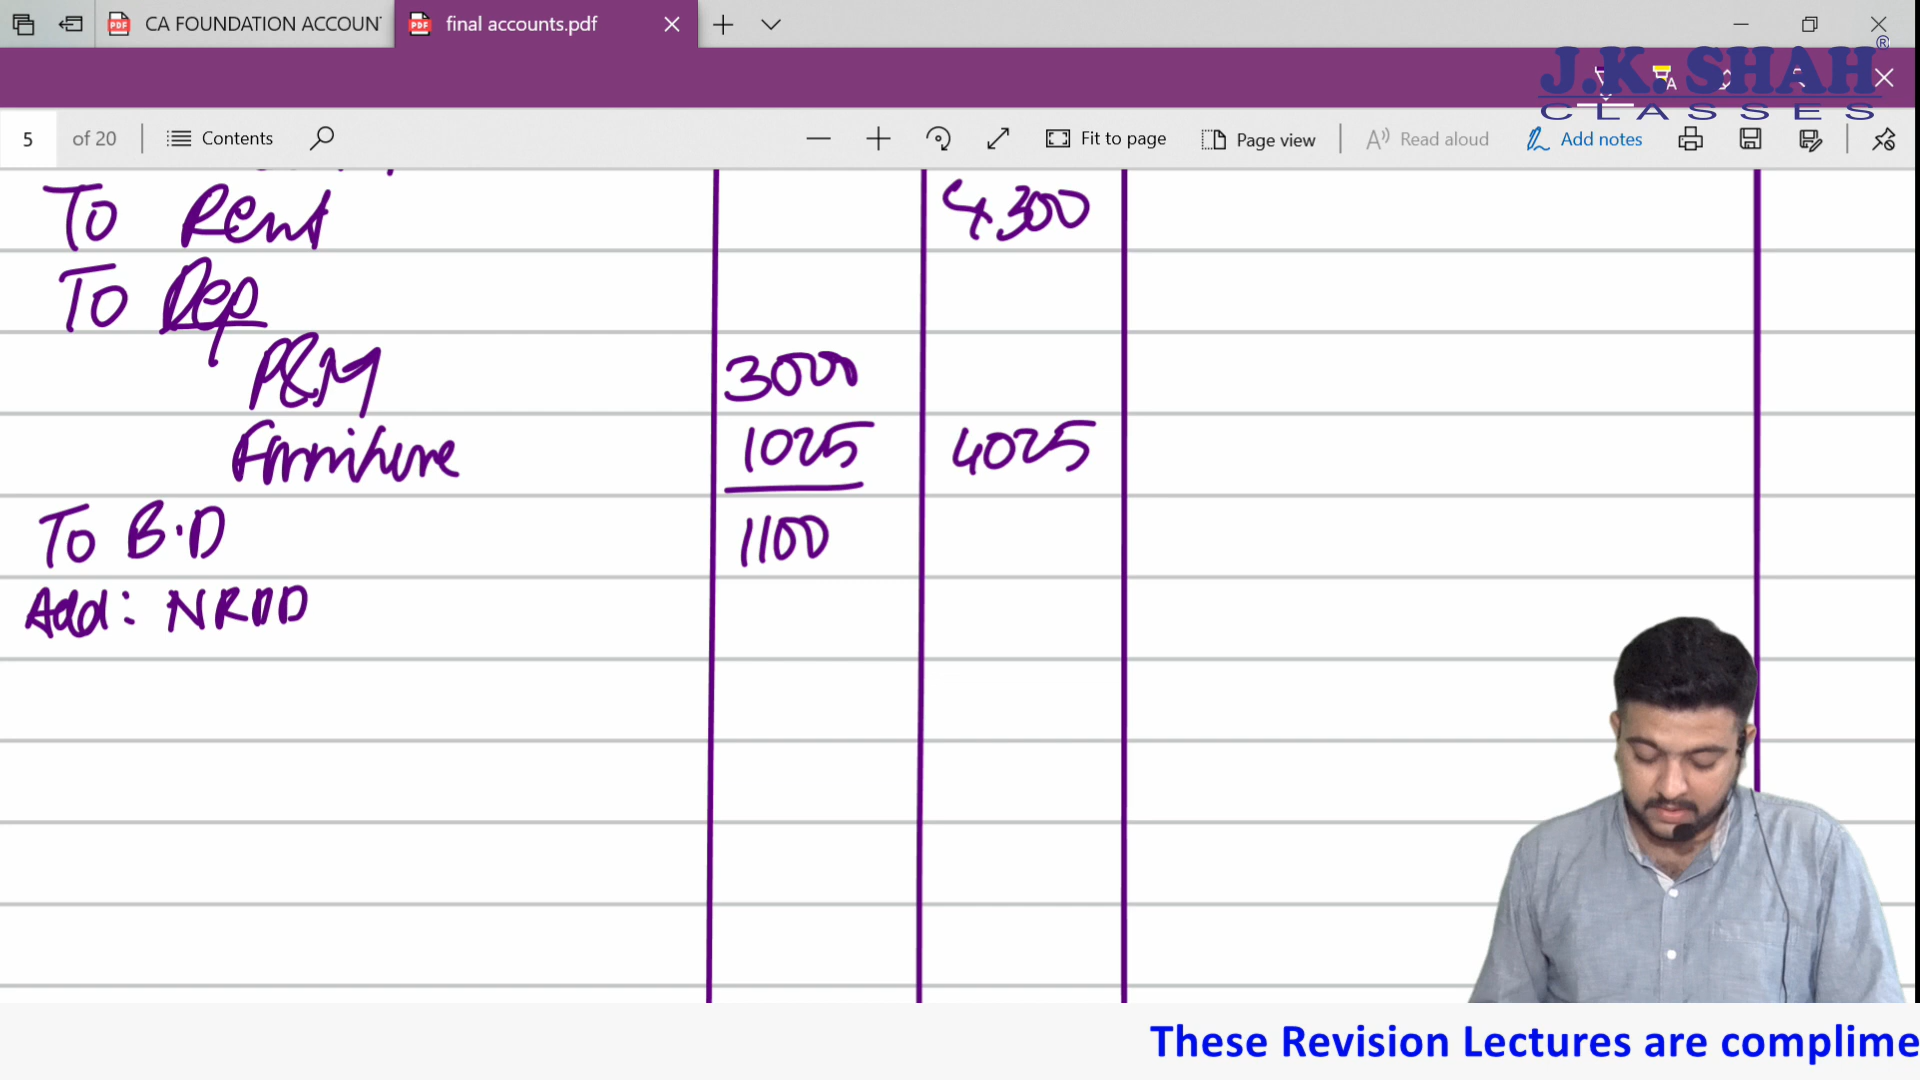 CA FOUNDATION ACCOUN
final accounts.pdf
J.K. SHAH®
CLASSES
5 of 20
Contents
Fit to page
Page view
Read aloud
Add notes
To Rent 4300
To Dep
P&M 3000
Furniture 1025 4025
To B.D 1100
Add: NRDD
These Revision Lectures are complime